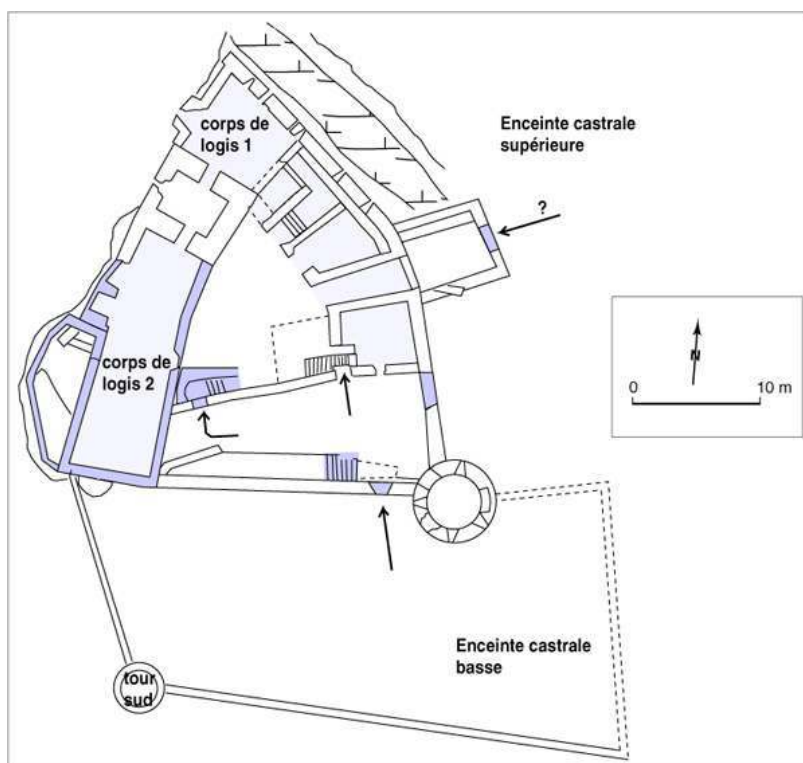 corps de
logis 1
Enceinte castrale
supérieure
?
corps de
logis 2
N
0 10 m
Enceinte castrale
basse
tour
sud